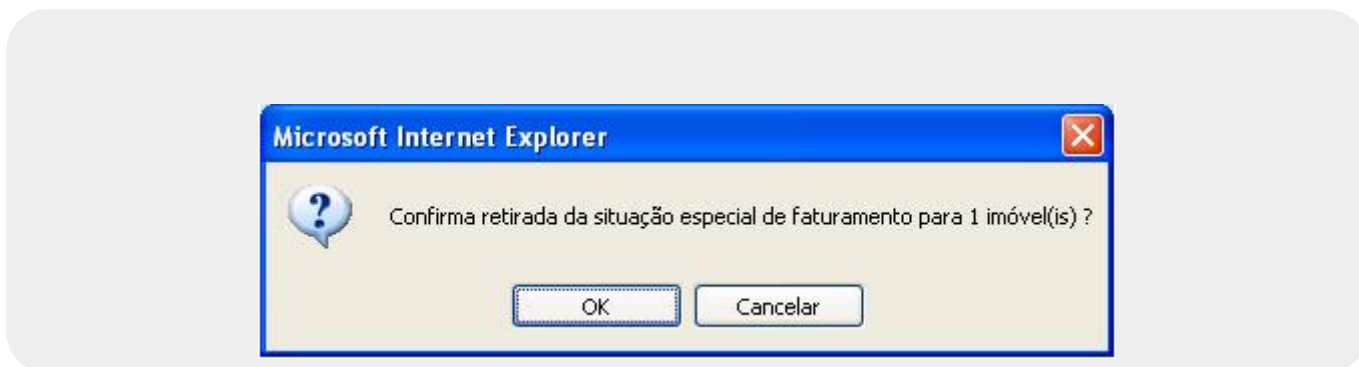 Microsoft Internet Explorer
Confirma retirada da situação especial de faturamento para 1 imóvel(is) ?
OK
Cancelar